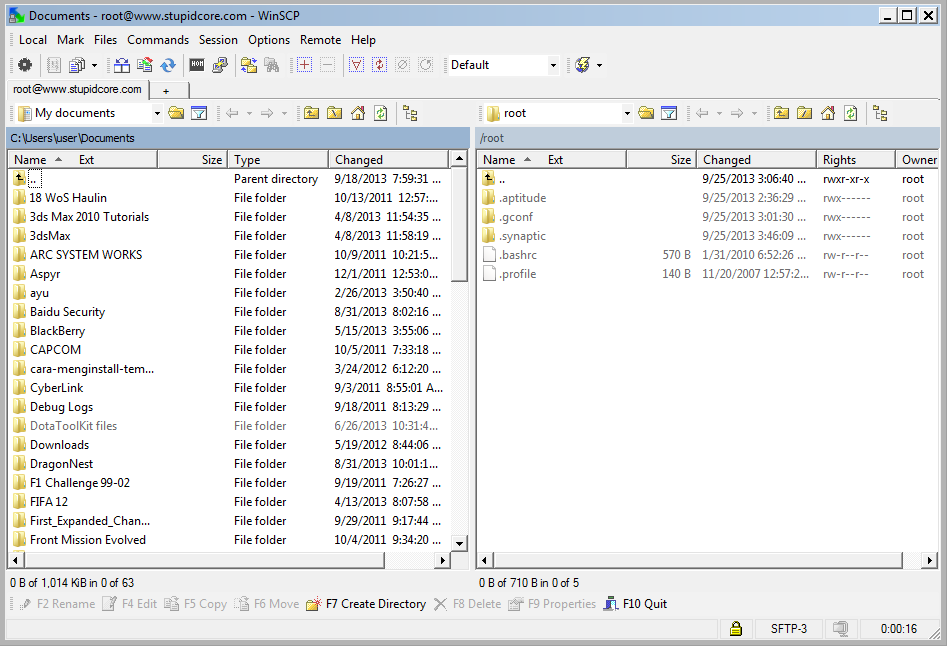 Documents - root@www.stupidcore.com - WinSCP
Local Mark Files Commands Session Options Remote Help
Default
root@www.stupidcore.com +
My documents root
C:\Users\user\Documents /root
Name Ext Size Type Changed Name Ext Size Changed Rights Owner
.. Parent directory 9/18/2013 7:59:31 ... .. 9/25/2013 3:06:40 ... rwxr-xr-x root
18 WoS Haulin File folder 10/13/2011 12:57:... .aptitude 9/25/2013 2:36:29 ... rwx------ root
3ds Max 2010 Tutorials File folder 4/8/2013 11:54:35 ... .gconf 9/25/2013 3:01:30 ... rwx------ root
3dsMax File folder 4/8/2013 11:58:19 ... .synaptic 9/25/2013 3:46:09 ... rwx------ root
ARC SYSTEM WORKS File folder 10/9/2011 10:21:5... .bashrc 570 B 1/31/2010 6:52:26 ... rw-r--r-- root
Aspyr File folder 12/1/2011 12:53:0... .profile 140 B 11/20/2007 12:57:2... rw-r--r-- root
ayu File folder 2/26/2013 3:50:40 ...
Baidu Security File folder 8/31/2013 8:02:16 ...
BlackBerry File folder 5/15/2013 3:55:06 ...
CAPCOM File folder 10/5/2011 7:33:18 ...
cara-menginstall-tem... File folder 3/24/2012 6:12:20 ...
CyberLink File folder 9/3/2011 8:55:01 A...
Debug Logs File folder 9/18/2011 8:13:29 ...
DotaToolKit files File folder 6/26/2013 10:31:4...
Downloads File folder 5/19/2012 8:44:06 ...
DragonNest File folder 8/31/2013 10:01:1...
F1 Challenge 99-02 File folder 9/19/2011 7:26:27 ...
FIFA 12 File folder 4/13/2013 8:07:58 ...
First_Expanded_Chan... File folder 9/29/2011 9:17:44 ...
Front Mission Evolved File folder 10/4/2011 9:34:20 ...
0 B of 1,014 KiB in 0 of 63 0 B of 710 B in 0 of 5
F2 Rename F4 Edit F5 Copy F6 Move F7 Create Directory F8 Delete F9 Properties F10 Quit
SFTP-3 0:00:16